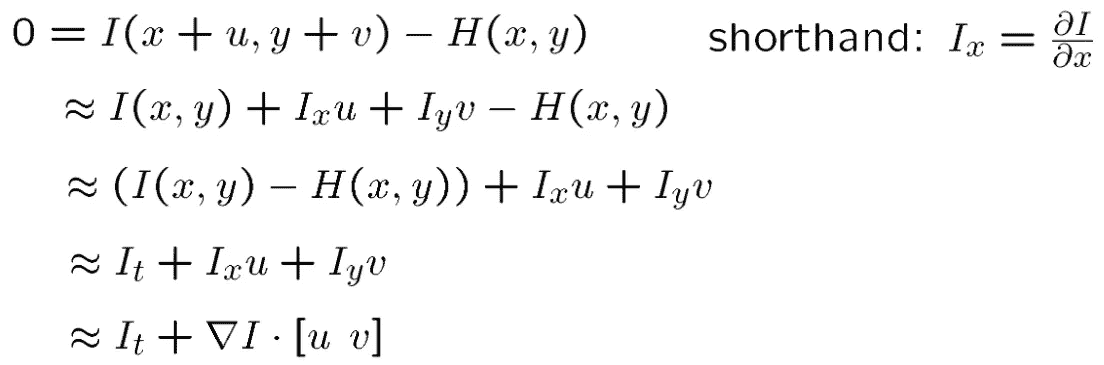 0 = I(x + u, y + v) − H(x, y) shorthand: I_x = ∂I/∂x
≈ I(x, y) + I_x u + I_y v − H(x, y)
≈ (I(x, y) − H(x, y)) + I_x u + I_y v
≈ I_t + I_x u + I_y v
≈ I_t + ∇I · [u v]